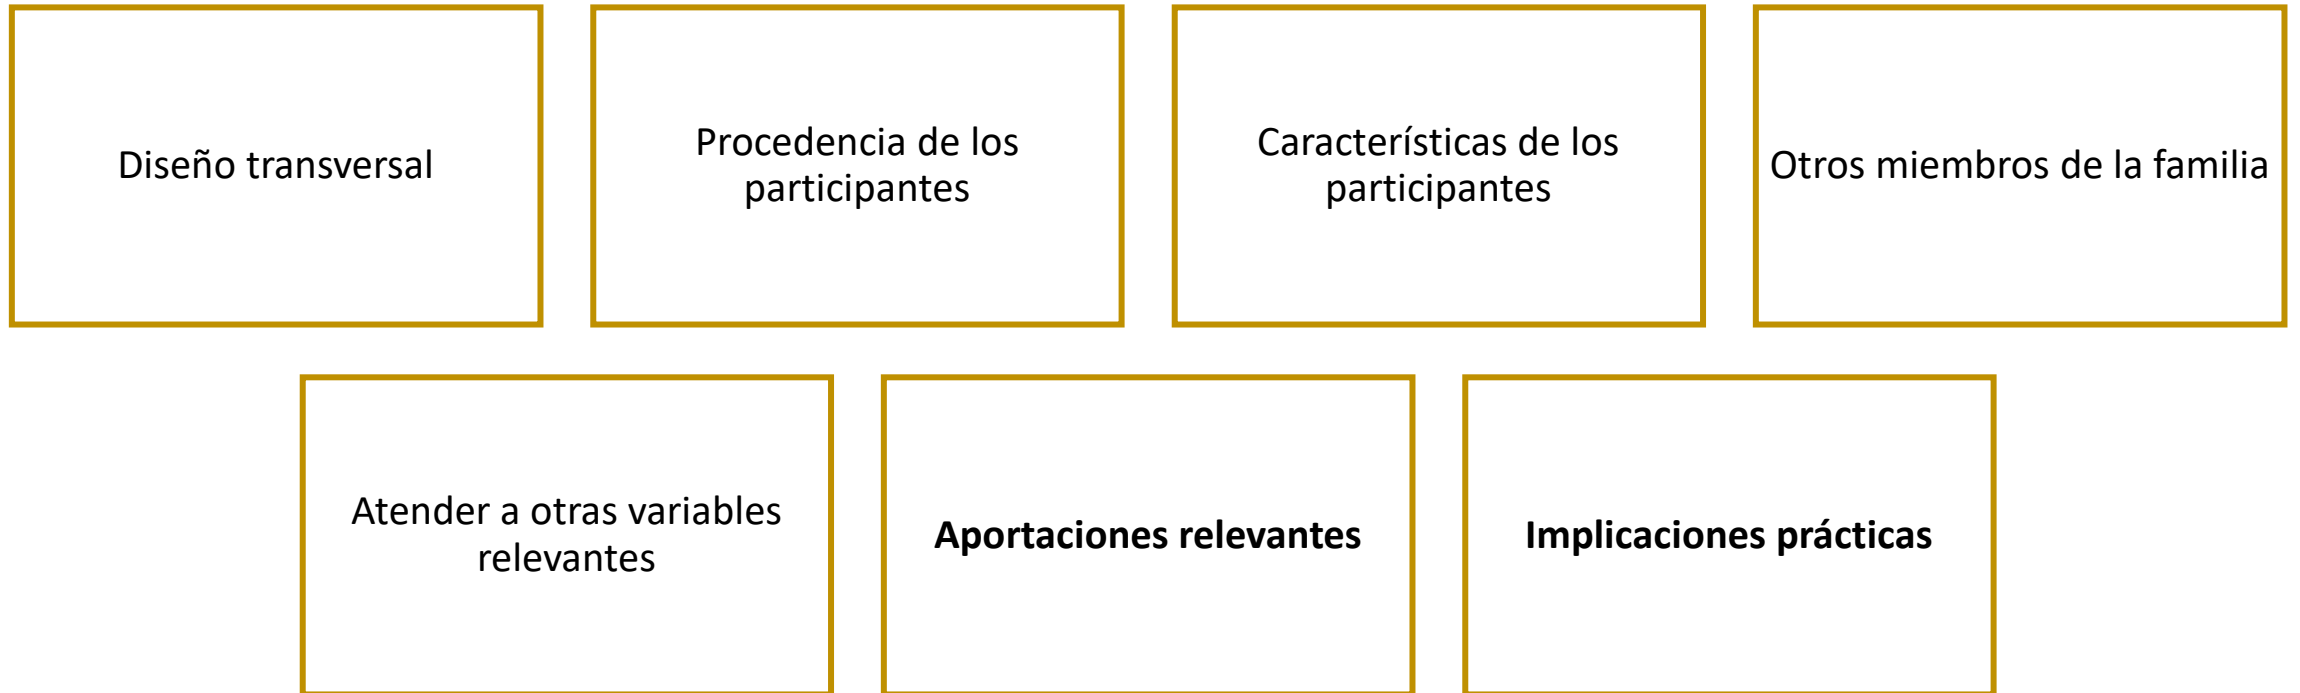 Diseño transversal
Procedencia de los
participantes
Características de los
participantes
Otros miembros de la familia
Atender a otras variables
relevantes
Aportaciones relevantes
Implicaciones prácticas